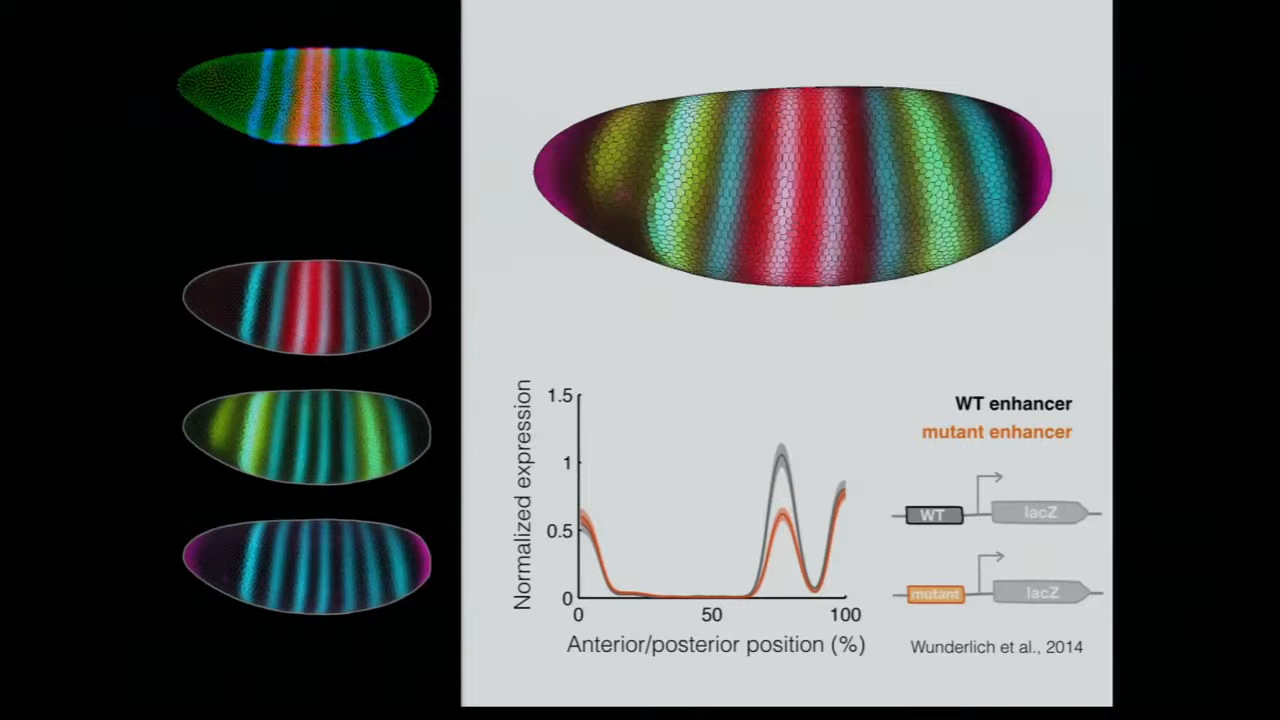 Normalized expression
1.5
1
0.5
0
0
50
100
Anterior/posterior position (%)
WT enhancer
mutant enhancer
WT
lacZ
mutant
lacZ
Wunderlich et al., 2014